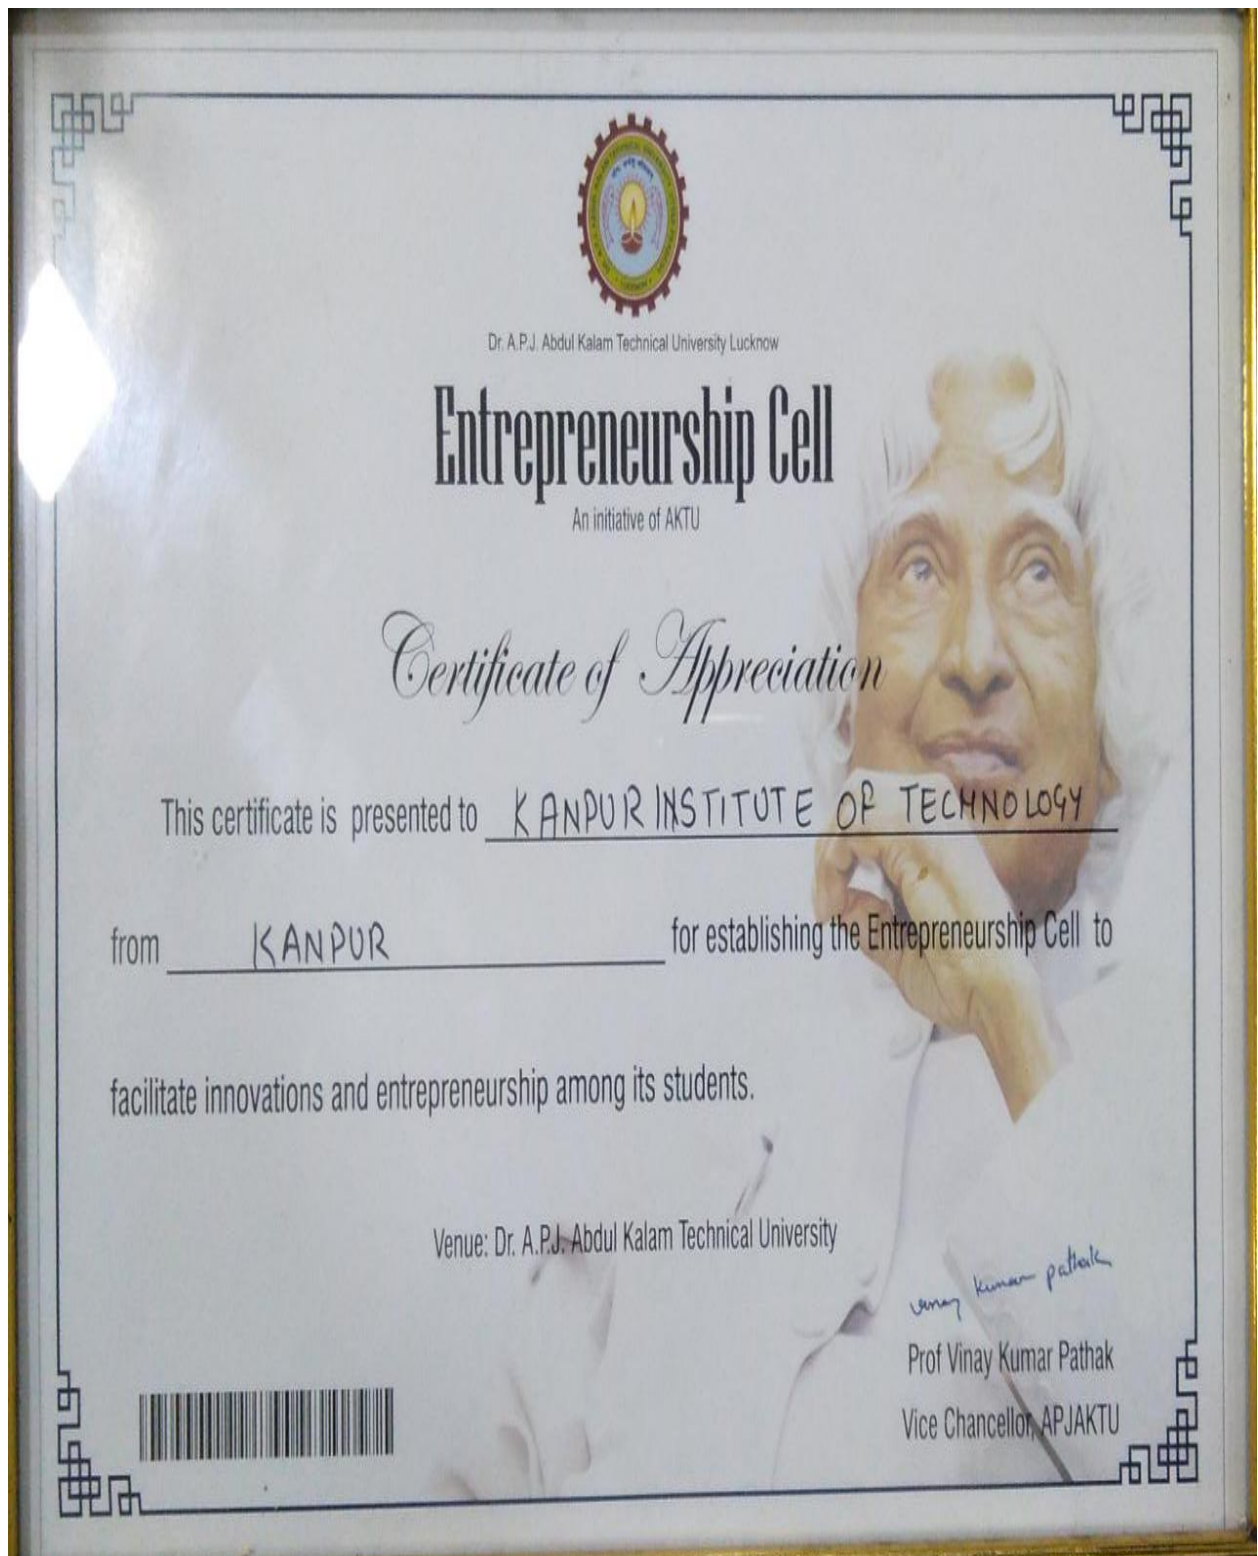 Dr. A.P.J. Abdul Kalam Technical University Lucknow
Entrepreneurship Cell
An initiative of AKTU
Certificate of Appreciation
This certificate is presented to KANPUR INSTITUTE OF TECHNOLOGY
from KANPUR for establishing the Entrepreneurship Cell to
facilitate innovations and entrepreneurship among its students.
Venue: Dr. A.P.J. Abdul Kalam Technical University
vinay kumar pathak
Prof Vinay Kumar Pathak
Vice Chancellor, APJAKTU